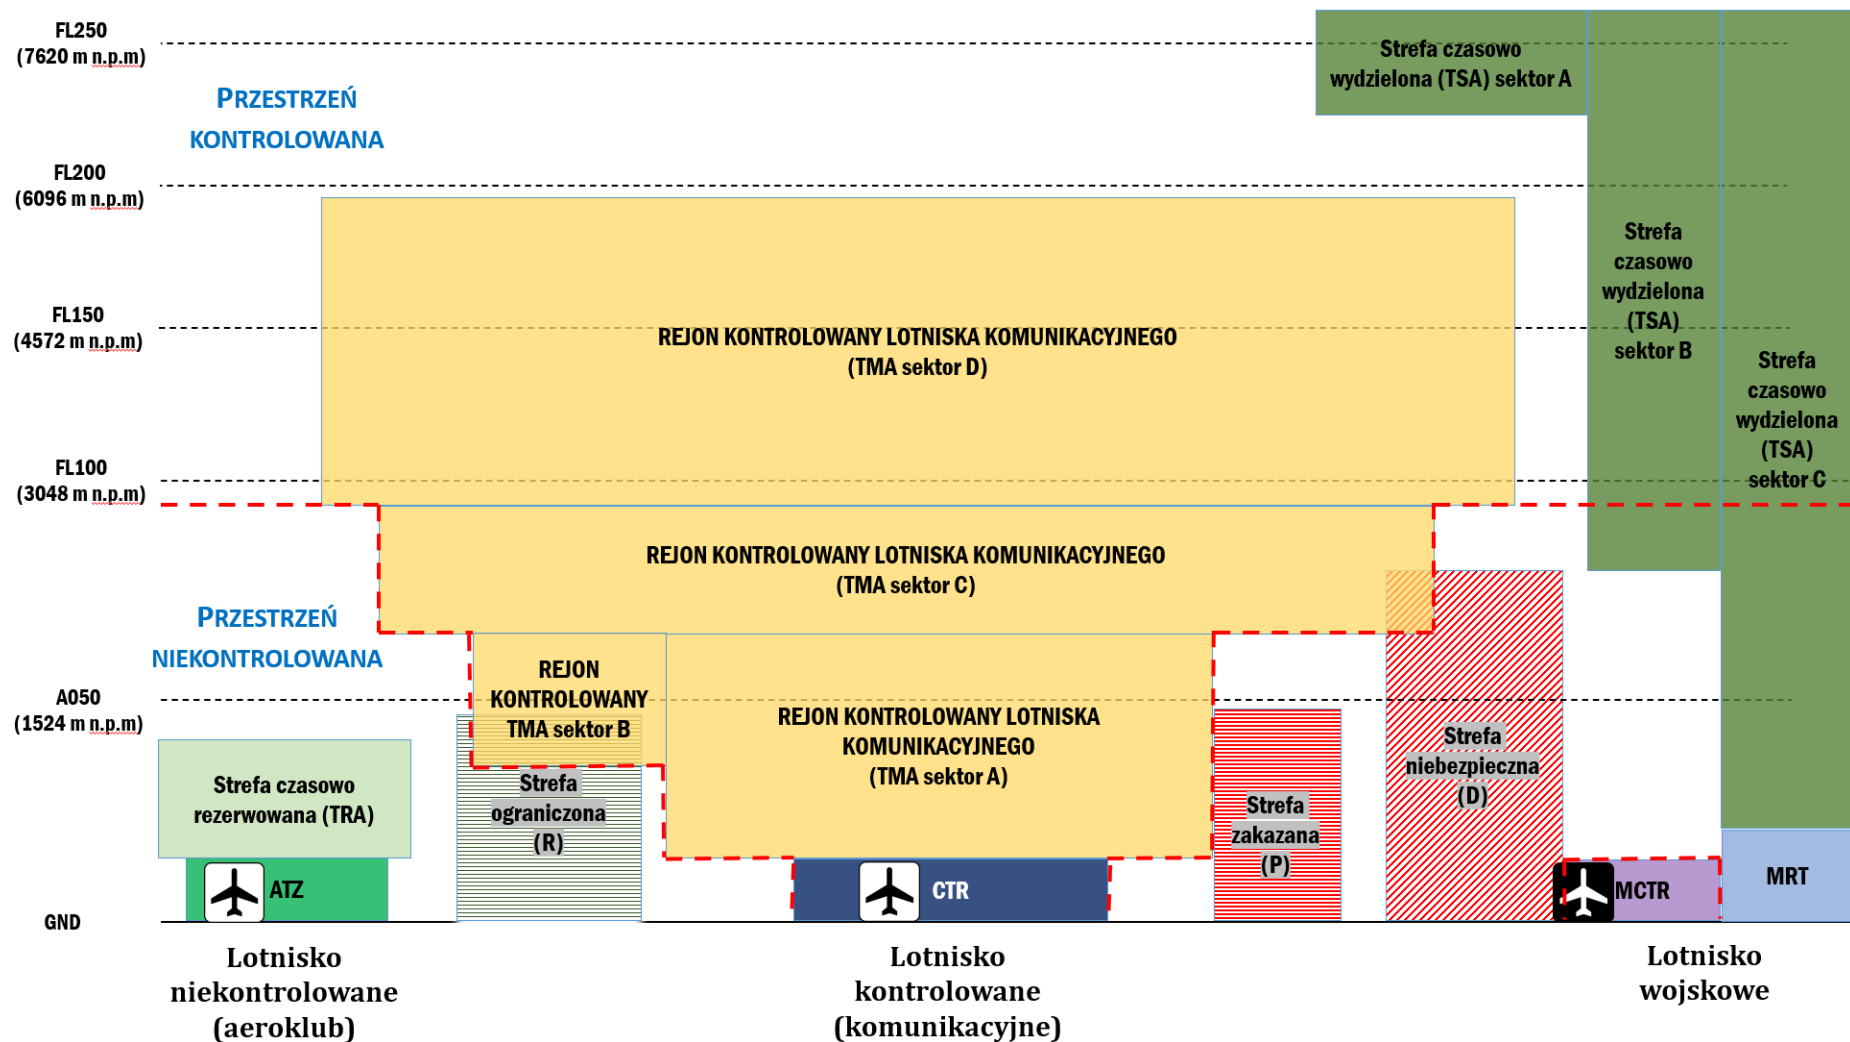 FL250
(7620 m n.p.m)
PRZESTRZEŃ
KONTROLOWANA
Strefa czasowo
wydzielona (TSA) sektor A
FL200
(6096 m n.p.m)
Strefa
czasowo
wydzielona
(TSA)
sektor B
FL150
(4572 m n.p.m)
REJON KONTROLOWANY LOTNISKA KOMUNIKACYJNEGO
(TMA sektor D)
Strefa
czasowo
wydzielona
(TSA)
sektor C
FL100
(3048 m n.p.m)
REJON KONTROLOWANY LOTNISKA KOMUNIKACYJNEGO
(TMA sektor C)
PRZESTRZEŃ
NIEKONTROLOWANA
A050
(1524 m n.p.m)
REJON
KONTROLOWANY
TMA sektor B
REJON KONTROLOWANY LOTNISKA
KOMUNIKACYJNEGO
(TMA sektor A)
Strefa czasowo
rezerwowana (TRA)
Strefa
ograniczona
(R)
Strefa
zakazana
(P)
Strefa
niebezpieczna
(D)
ATZ
CTR
MCTR
MRT
GND
Lotnisko
niekontrolowane
(aeroklub)
Lotnisko
kontrolowane
(komunikacyjne)
Lotnisko
wojskowe